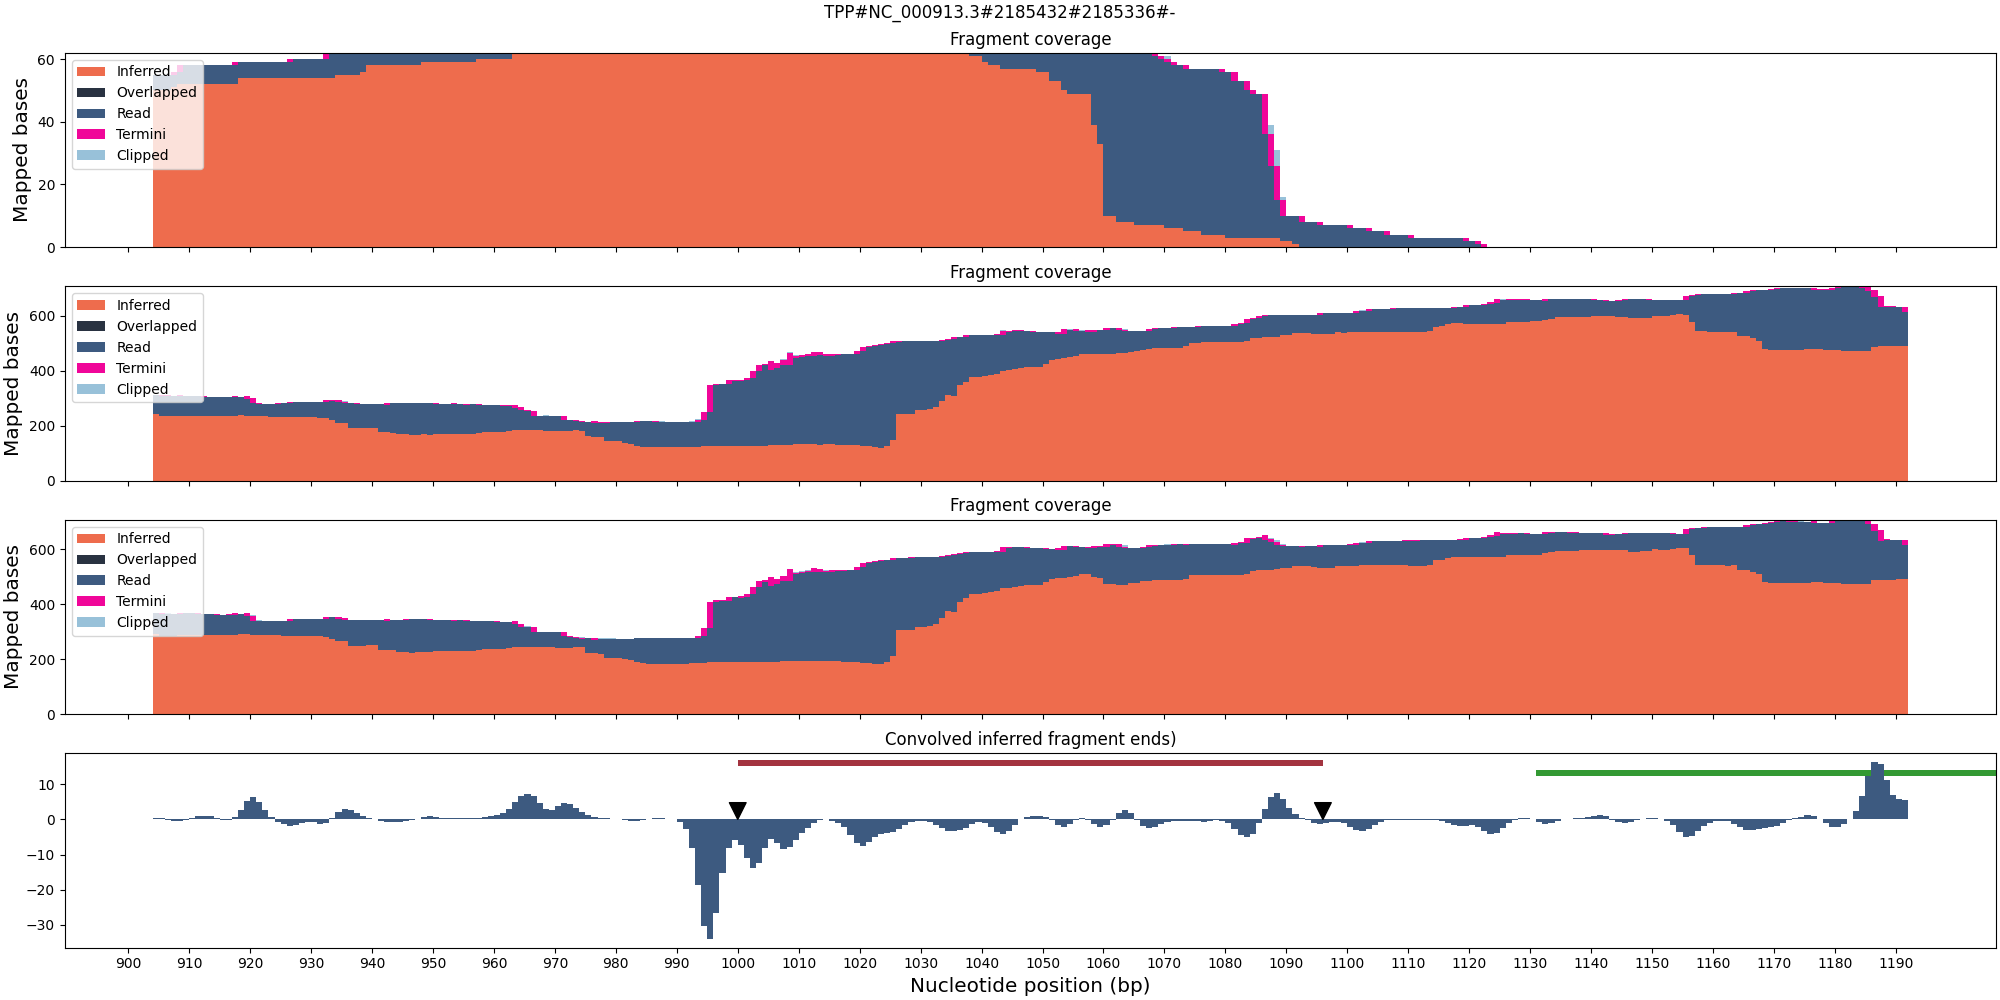 TPP#NC_000913.3#2185432#2185336#-
Fragment coverage
Mapped bases
60
40
20
0
Inferred
Overlapped
Read
Termini
Clipped
Fragment coverage
Mapped bases
600
400
200
0
Inferred
Overlapped
Read
Termini
Clipped
Fragment coverage
Mapped bases
600
400
200
0
Inferred
Overlapped
Read
Termini
Clipped
Convolved inferred fragment ends)
10
0
−10
−20
−30
900 910 920 930 940 950 960 970 980 990 1000 1010 1020 1030 1040 1050 1060 1070 1080 1090 1100 1110 1120 1130 1140 1150 1160 1170 1180 1190
Nucleotide position (bp)